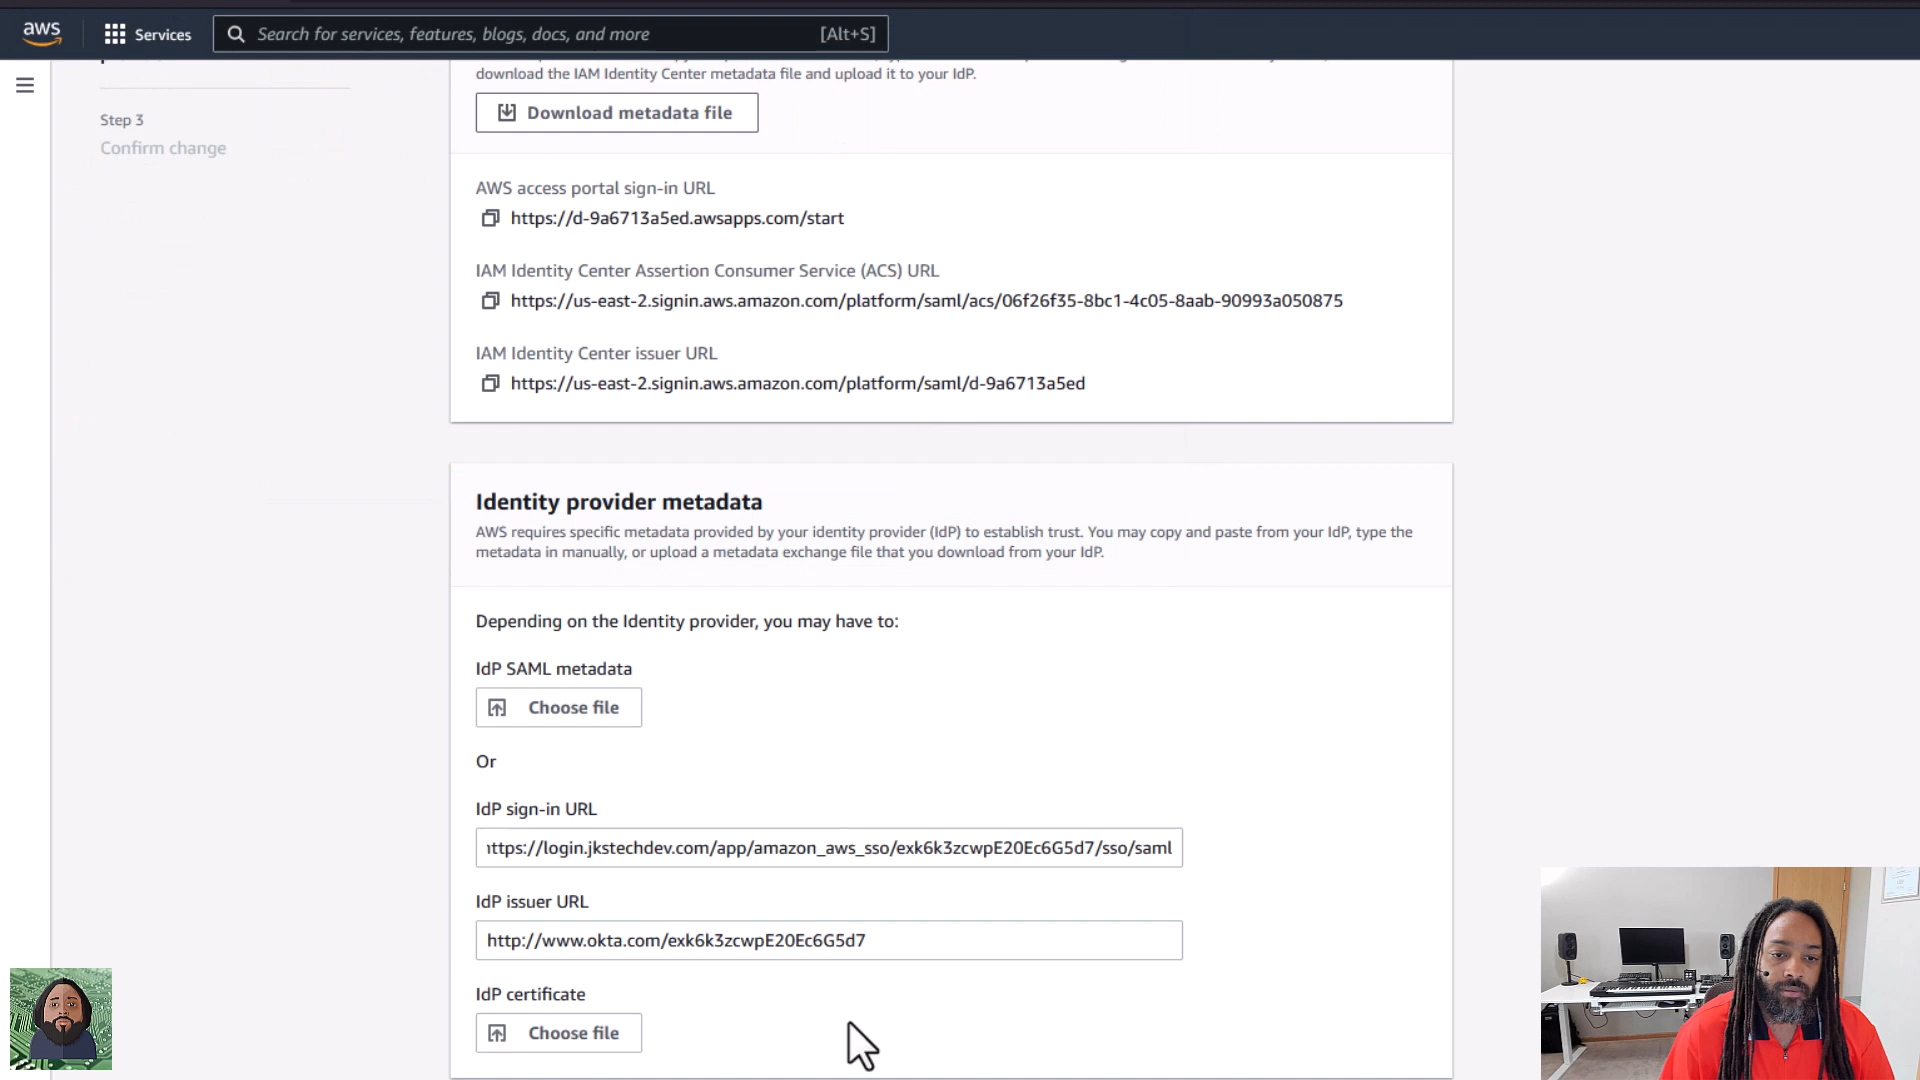 aws
Services
Search for services, features, blogs, docs, and more
[Alt+S]
Step 3
Confirm change
download the IAM Identity Center metadata file and upload it to your IdP.
Download metadata file
AWS access portal sign-in URL
https://d-9a6713a5ed.awsapps.com/start
IAM Identity Center Assertion Consumer Service (ACS) URL
https://us-east-2.signin.aws.amazon.com/platform/saml/acs/06f26f35-8bc1-4c05-8aab-90993a050875
IAM Identity Center issuer URL
https://us-east-2.signin.aws.amazon.com/platform/saml/d-9a6713a5ed
Identity provider metadata
AWS requires specific metadata provided by your identity provider (IdP) to establish trust. You may copy and paste from your IdP, type the
metadata in manually, or upload a metadata exchange file that you download from your IdP.
Depending on the Identity provider, you may have to:
IdP SAML metadata
Choose file
Or
IdP sign-in URL
ttps://login.jkstechdev.com/app/amazon_aws_sso/exk6k3zcwpE20Ec6G5d7/sso/saml
IdP issuer URL
http://www.okta.com/exk6k3zcwpE20Ec6G5d7
IdP certificate
Choose file